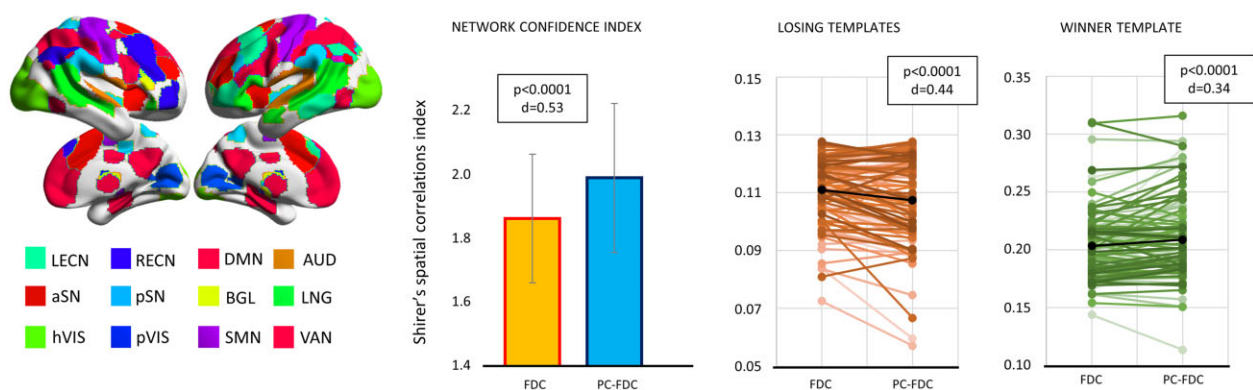 NETWORK CONFIDENCE INDEX
Shirer's spatial correlations index
p<0.0001
d=0.53
2.2
2.0
1.8
1.6
1.4
FDC PC-FDC
LOSING TEMPLATES
p<0.0001
d=0.44
0.15
0.13
0.11
0.09
0.07
0.05
FDC PC-FDC
WINNER TEMPLATE
p<0.0001
d=0.34
0.35
0.30
0.25
0.20
0.15
0.10
FDC PC-FDC
LECN RECN DMN AUD
aSN pSN BGL LNG
hVIS pVIS SMN VAN